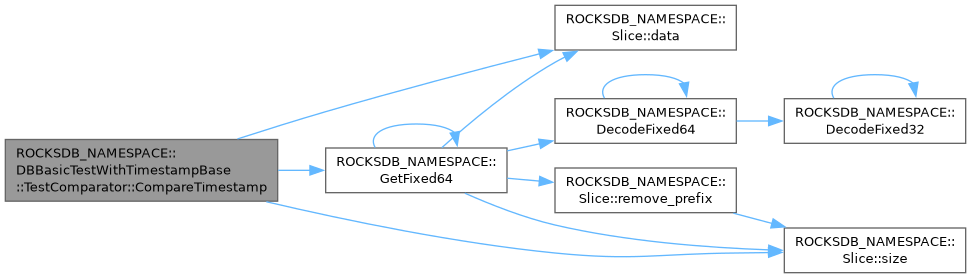 ROCKSDB_NAMESPACE::
DBBasicTestWithTimestampBase
::TestComparator::CompareTimestamp
ROCKSDB_NAMESPACE::
GetFixed64
ROCKSDB_NAMESPACE::
Slice::data
ROCKSDB_NAMESPACE::
DecodeFixed64
ROCKSDB_NAMESPACE::
DecodeFixed32
ROCKSDB_NAMESPACE::
Slice::remove_prefix
ROCKSDB_NAMESPACE::
Slice::size